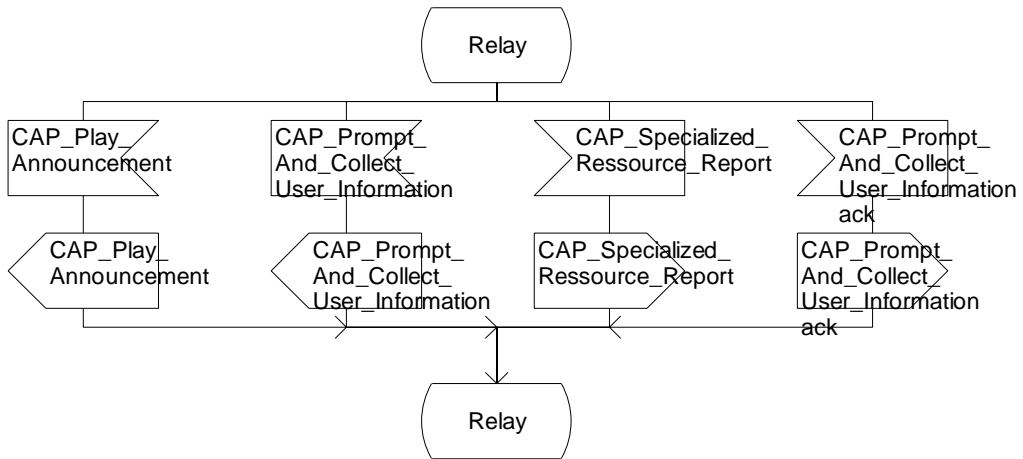 Relay
CAP_Play_
Announcement
CAP_Prompt_
And_Collect_
User_Information
CAP_Specialized_
Ressource_Report
CAP_Prompt_
And_Collect_
User_Information
ack
CAP_Play_
Announcement
CAP_Prompt_
And_Collect_
User_Information
CAP_Specialized_
Ressource_Report
CAP_Prompt_
And_Collect_
User_Information
ack
Relay